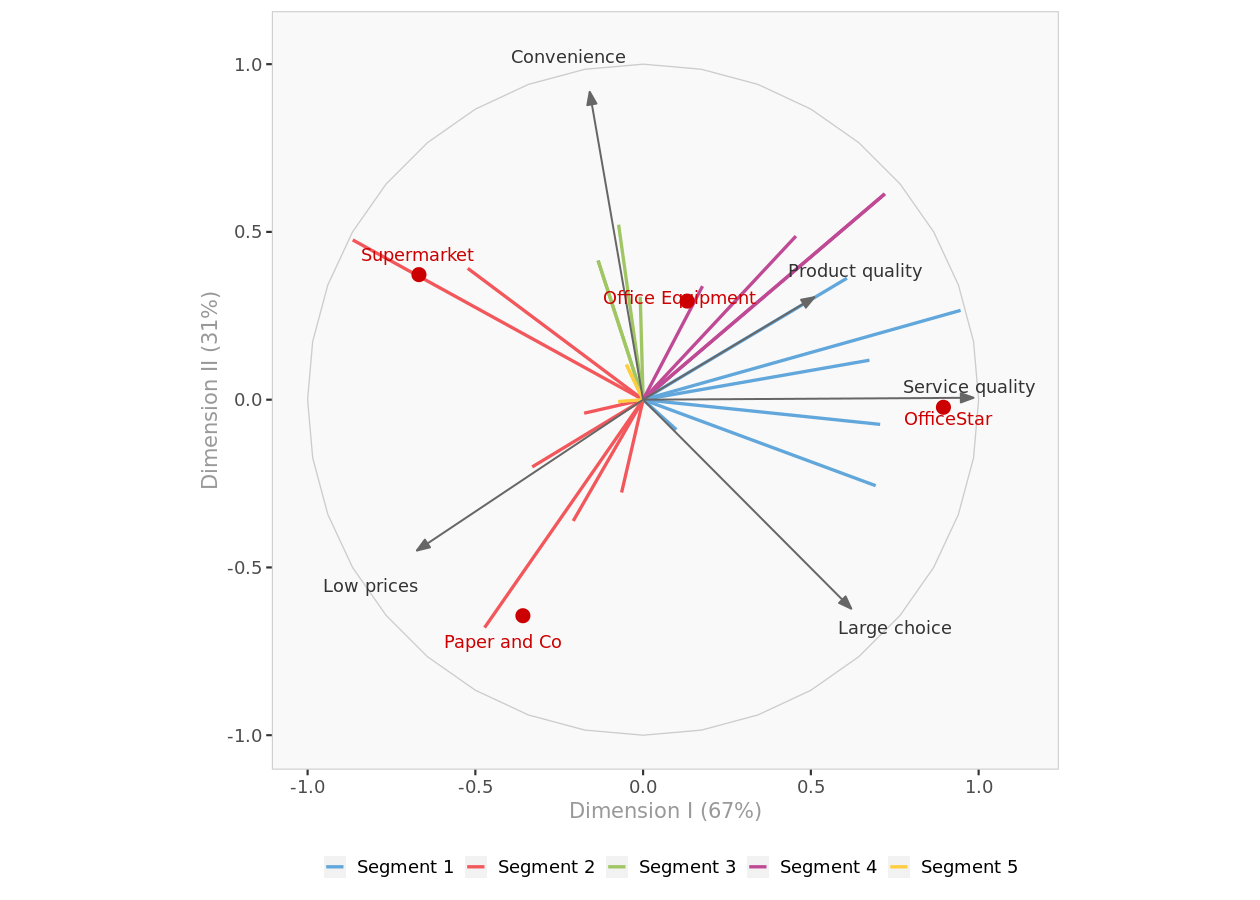 Convenience
1.0
0.5
Supermarket
Product quality
Office Equipment
Service quality
0.0
OfficeStar
-0.5
Low prices
Large choice
Paper and Co
-1.0
Dimension II (31%)
-1.0 -0.5 0.0 0.5 1.0
Dimension I (67%)
Segment 1 Segment 2 Segment 3 Segment 4 Segment 5